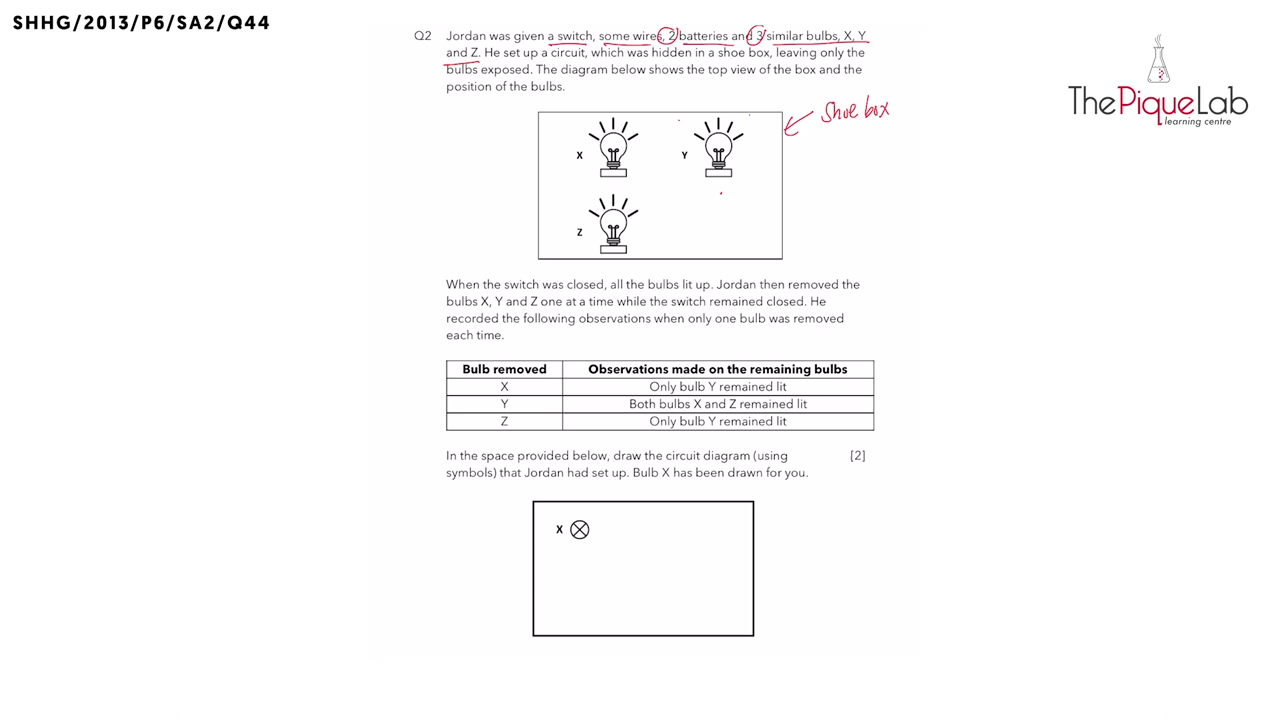 SHHG/2013/P6/SA2/Q44
Q2 Jordan was given a switch, some wires, 2 batteries and 3 similar bulbs, X, Y
and Z. He set up a circuit, which was hidden in a shoe box, leaving only the
bulbs exposed. The diagram below shows the top view of the box and the
position of the bulbs.
ThePiqueLab
learning centre
Shoe box
X
Y
Z
When the switch was closed, all the bulbs lit up. Jordan then removed the
bulbs X, Y and Z one at a time while the switch remained closed. He
recorded the following observations when only one bulb was removed
each time.
Bulb removed Observations made on the remaining bulbs
X Only bulb Y remained lit
Y Both bulbs X and Z remained lit
Z Only bulb Y remained lit
In the space provided below, draw the circuit diagram (using [2]
symbols) that Jordan had set up. Bulb X has been drawn for you.
X